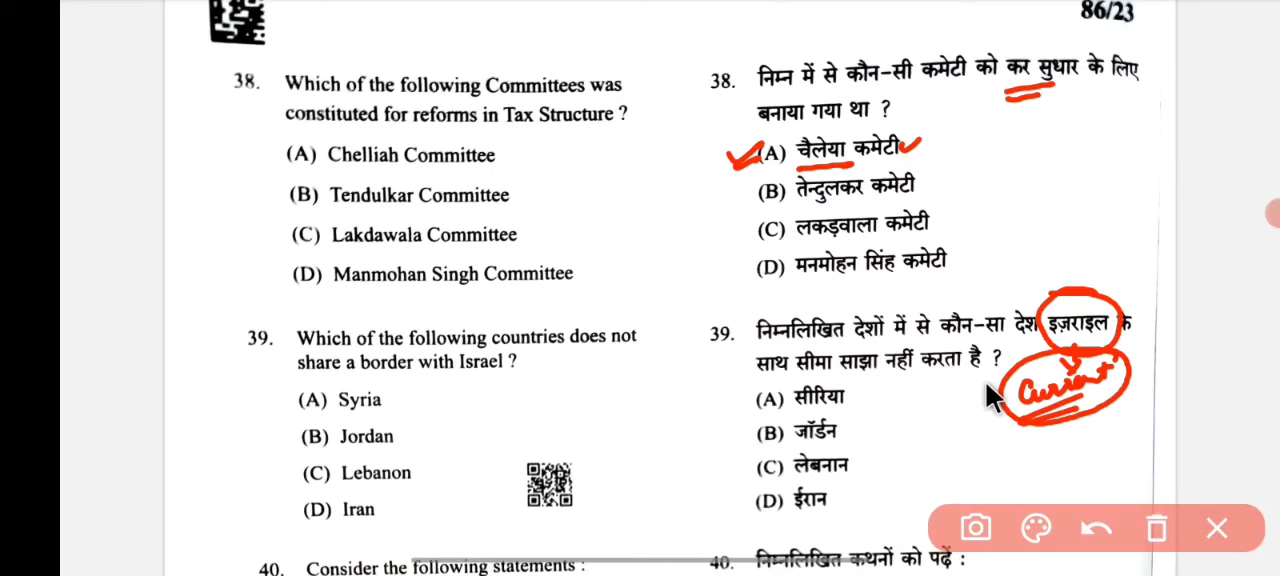 86/23
38. Which of the following Committees was
constituted for reforms in Tax Structure ?
(A) Chelliah Committee
(B) Tendulkar Committee
(C) Lakdawala Committee
(D) Manmohan Singh Committee
39. Which of the following countries does not
share a border with Israel ?
(A) Syria
(B) Jordan
(C) Lebanon
(D) Iran
40. Consider the following statements :
38. निम्न में से कौन-सी कमेटी को कर सुधार के लिए
बनाया गया था ?
(A) चैलेया कमेटी
(B) तेन्दुलकर कमेटी
(C) लकड़वाला कमेटी
(D) मनमोहन सिंह कमेटी
39. निम्नलिखित देशों में से कौन-सा देश इज़राइल के
साथ सीमा साझा नहीं करता है ?
Current
(A) सीरिया
(B) जॉर्डन
(C) लेबनान
(D) ईरान
40. निम्नलिखित कथनों को पढ़ें :